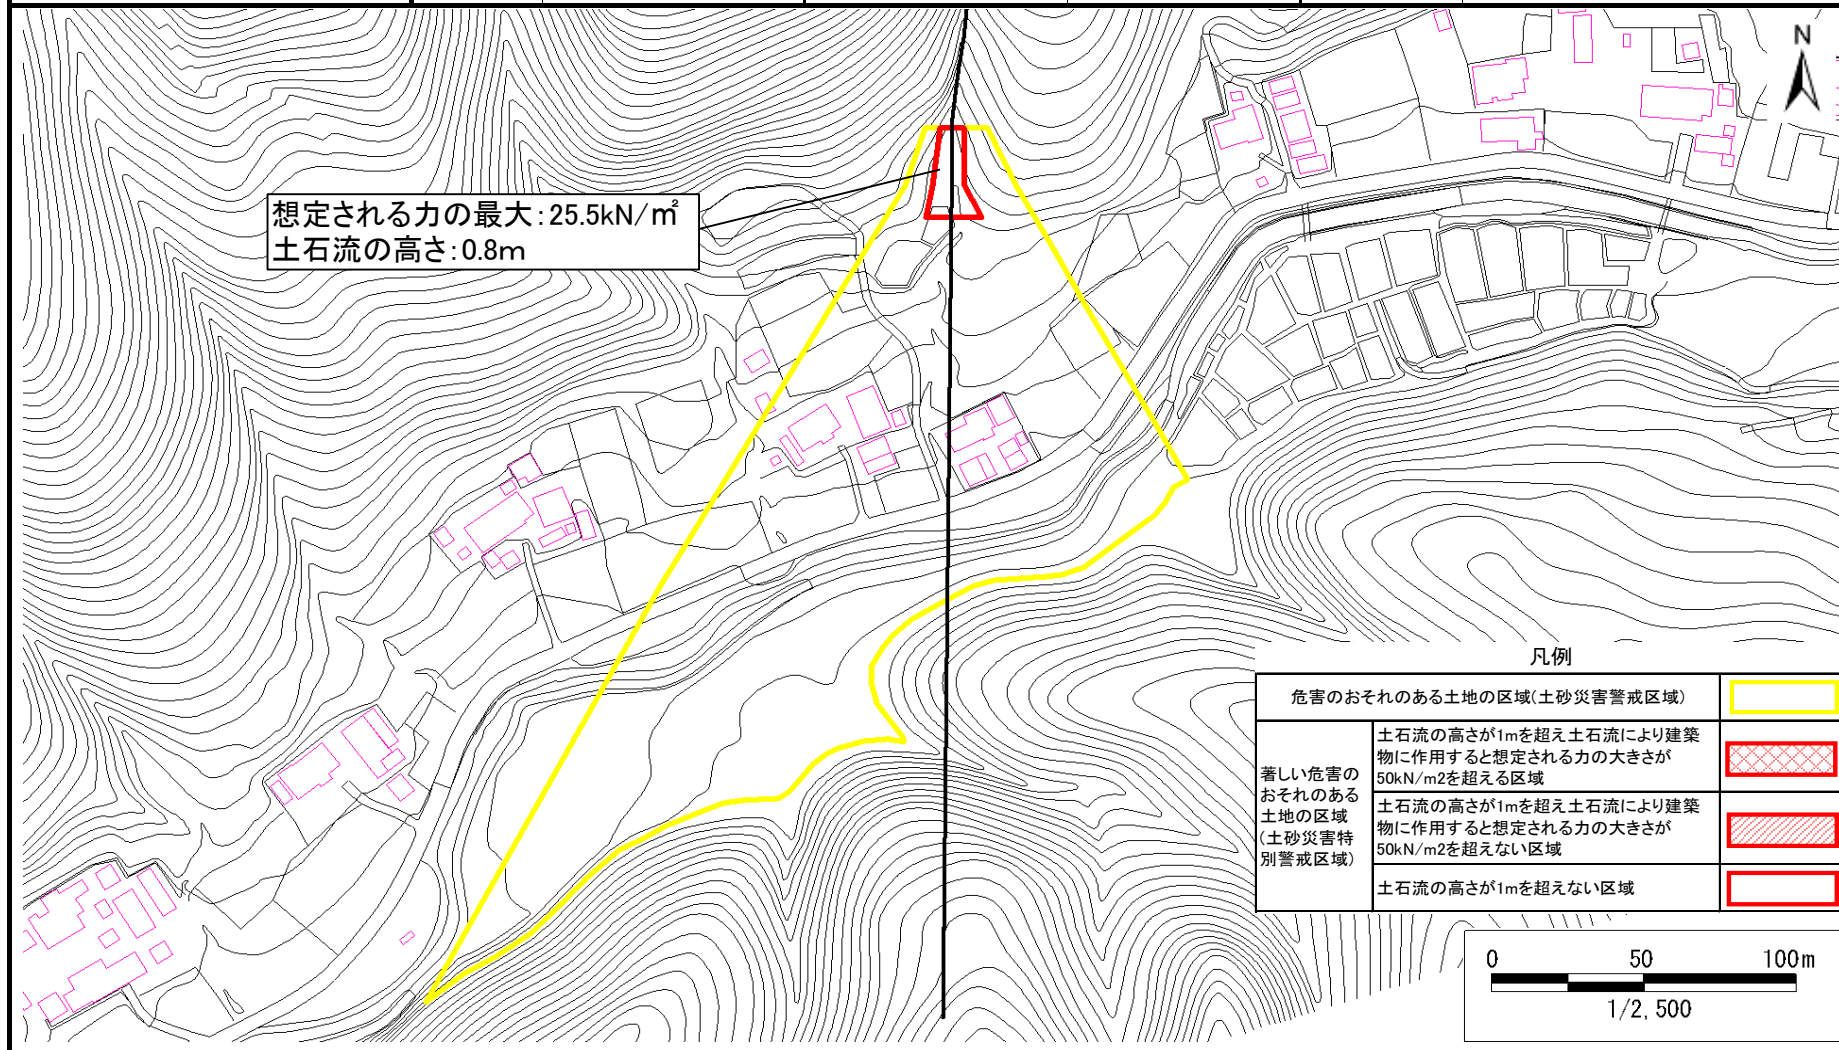 N
想定される力の最大:25.5kN/㎡
土石流の高さ:0.8m
凡例
危害のおそれのある土地の区域(土砂災害警戒区域)
著しい危害の
おそれのある
土地の区域
(土砂災害特
別警戒区域)
土石流の高さが1mを超え土石流により建築
物に作用すると想定される力の大きさが
50kN/m2を超える区域
土石流の高さが1mを超え土石流により建築
物に作用すると想定される力の大きさが
50kN/m2を超えない区域
土石流の高さが1mを超えない区域
0 50 100m
1/2,500